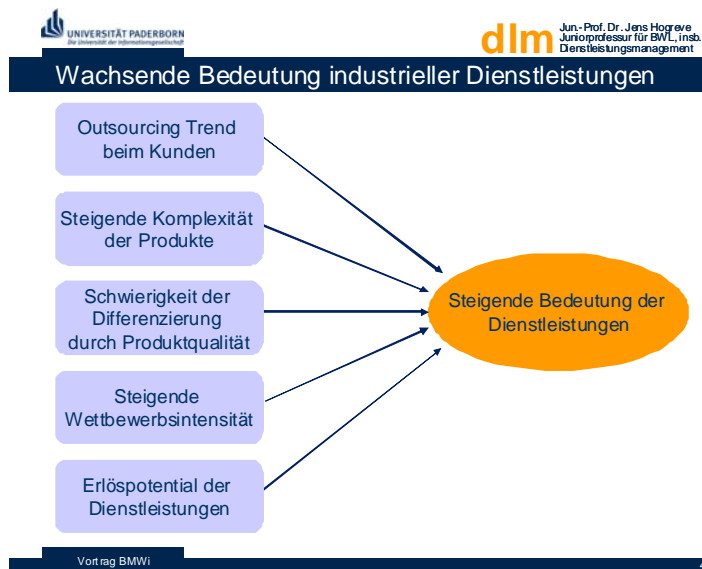 UNIVERSITÄT PADERBORN
Die Universität der Informationsgesellschaft
dlm
Jun.-Prof. Dr. Jens Hogreve
Juniorprofessur für BWL, insb.
Dienstleistungsmanagement
Wachsende Bedeutung industrieller Dienstleistungen
Outsourcing Trend
beim Kunden
Steigende Komplexität
der Produkte
Schwierigkeit der
Differenzierung
durch Produktqualität
Steigende
Wettbewerbsintensität
Erlöspotential der
Dienstleistungen
Steigende Bedeutung der
Dienstleistungen
Vortrag BMWi